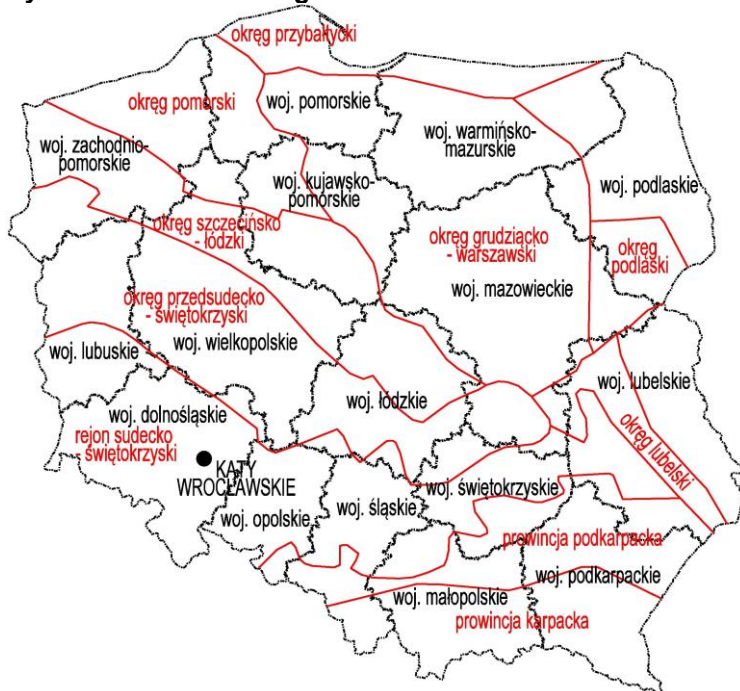 okręg przybałtycki
okręg pomorski
woj. pomorskie
woj. zachodnio-
pomorskie
woj. warmińsko-
mazurskie
woj. kujawsko-
pomorskie
woj. podlaskie
okręg szczecińsko
- łódzki
okręg grudziącko
- warszawski
okręg
podlaski
woj. mazowieckie
okręg przedsudecko
- świętokrzyski
woj. wielkopolskie
woj. lubuskie
woj. lubelskie
woj. łódzkie
woj. dolnośląskie
rejon sudecko
- świętokrzyski
okręg lubelski
KĄTY
WROCŁAWSKIE
woj. opolskie
woj. śląskie
woj. świętokrzyskie
prowincja podkarpacka
woj. podkarpackie
woj. małopolskie
prowincja karpacka